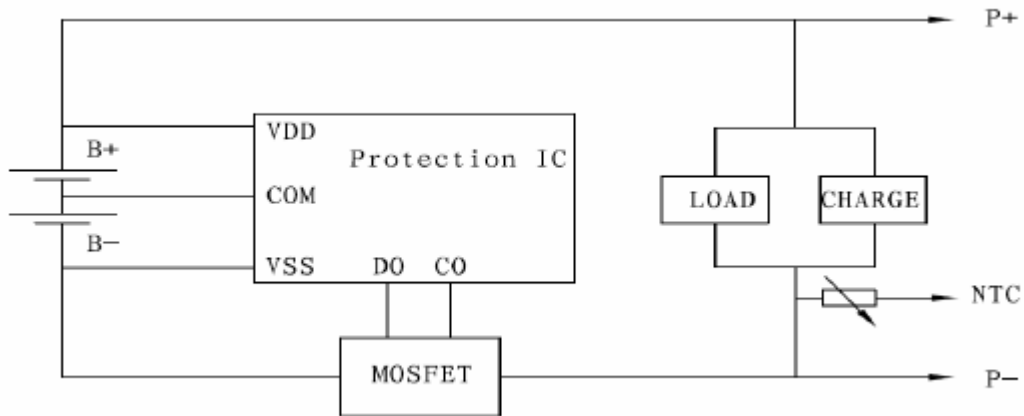 P+
VDD
B+
Protection IC
COM
LOAD
CHARGE
B-
VSS
DO
CO
NTC
MOSFET
P-